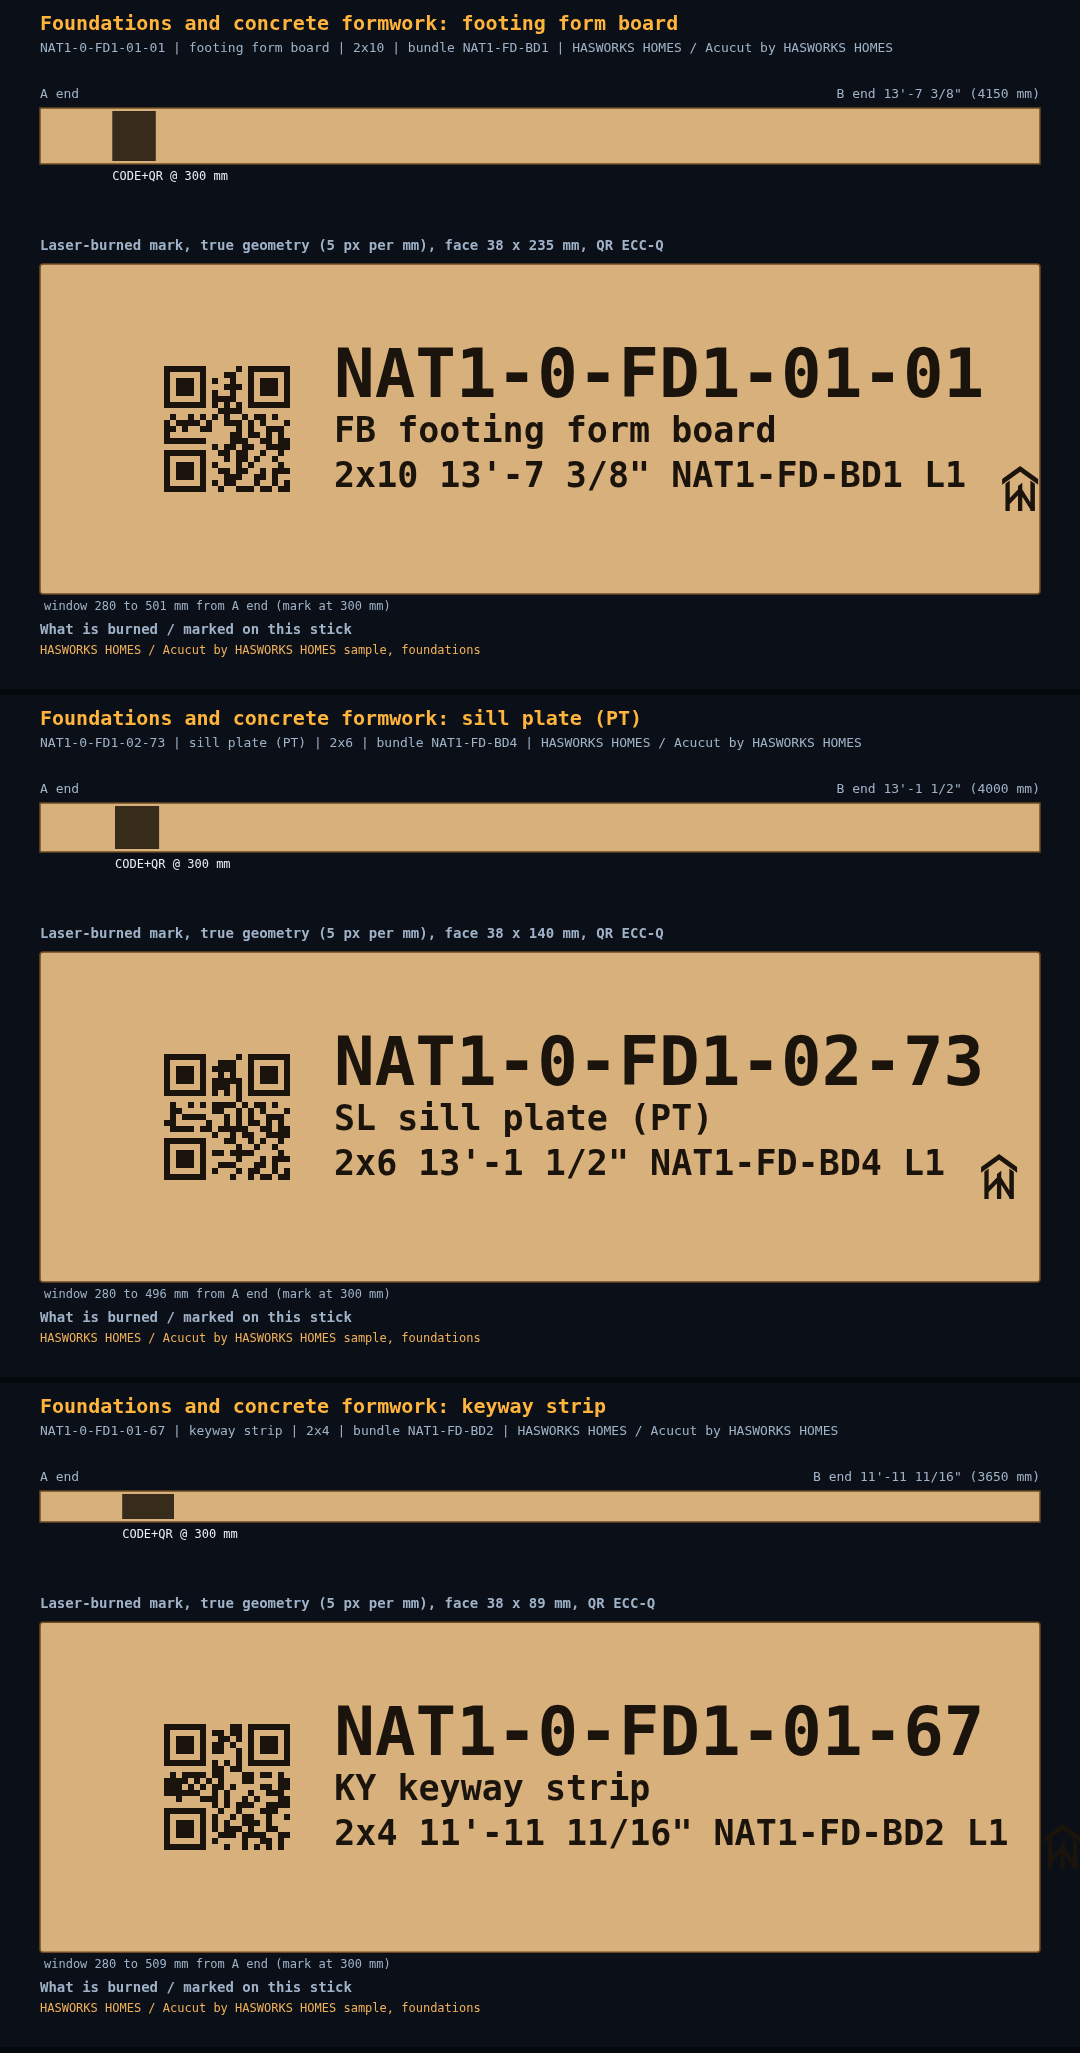 Foundations and concrete formwork: footing form board
NAT1-0-FD1-01-01 | footing form board | 2x10 | bundle NAT1-FD-BD1 | HASWORKS HOMES / Acucut by HASWORKS HOMES
A end
B end 13'-7 3/8" (4150 mm)
CODE+QR @ 300 mm
Laser-burned mark, true geometry (5 px per mm), face 38 x 235 mm, QR ECC-Q
NAT1-0-FD1-01-01
FB footing form board
2x10 13'-7 3/8" NAT1-FD-BD1 L1
window 280 to 501 mm from A end (mark at 300 mm)
What is burned / marked on this stick
HASWORKS HOMES / Acucut by HASWORKS HOMES sample, foundations
Foundations and concrete formwork: sill plate (PT)
NAT1-0-FD1-02-73 | sill plate (PT) | 2x6 | bundle NAT1-FD-BD4 | HASWORKS HOMES / Acucut by HASWORKS HOMES
A end
B end 13'-1 1/2" (4000 mm)
CODE+QR @ 300 mm
Laser-burned mark, true geometry (5 px per mm), face 38 x 140 mm, QR ECC-Q
NAT1-0-FD1-02-73
SL sill plate (PT)
2x6 13'-1 1/2" NAT1-FD-BD4 L1
window 280 to 496 mm from A end (mark at 300 mm)
What is burned / marked on this stick
HASWORKS HOMES / Acucut by HASWORKS HOMES sample, foundations
Foundations and concrete formwork: keyway strip
NAT1-0-FD1-01-67 | keyway strip | 2x4 | bundle NAT1-FD-BD2 | HASWORKS HOMES / Acucut by HASWORKS HOMES
A end
B end 11'-11 11/16" (3650 mm)
CODE+QR @ 300 mm
Laser-burned mark, true geometry (5 px per mm), face 38 x 89 mm, QR ECC-Q
NAT1-0-FD1-01-67
KY keyway strip
2x4 11'-11 11/16" NAT1-FD-BD2 L1
window 280 to 509 mm from A end (mark at 300 mm)
What is burned / marked on this stick
HASWORKS HOMES / Acucut by HASWORKS HOMES sample, foundations